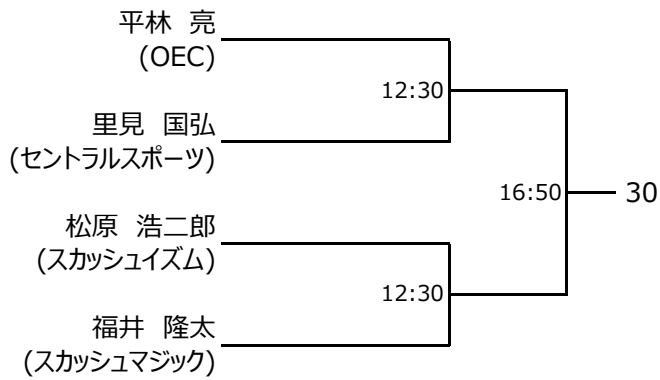 平林 亮
(OEC)
12:30
里見 国弘
(セントラルスポーツ)
16:50
30
松原 浩二郎
(スカッシュイズム)
12:30
福井 隆太
(スカッシュマジック)